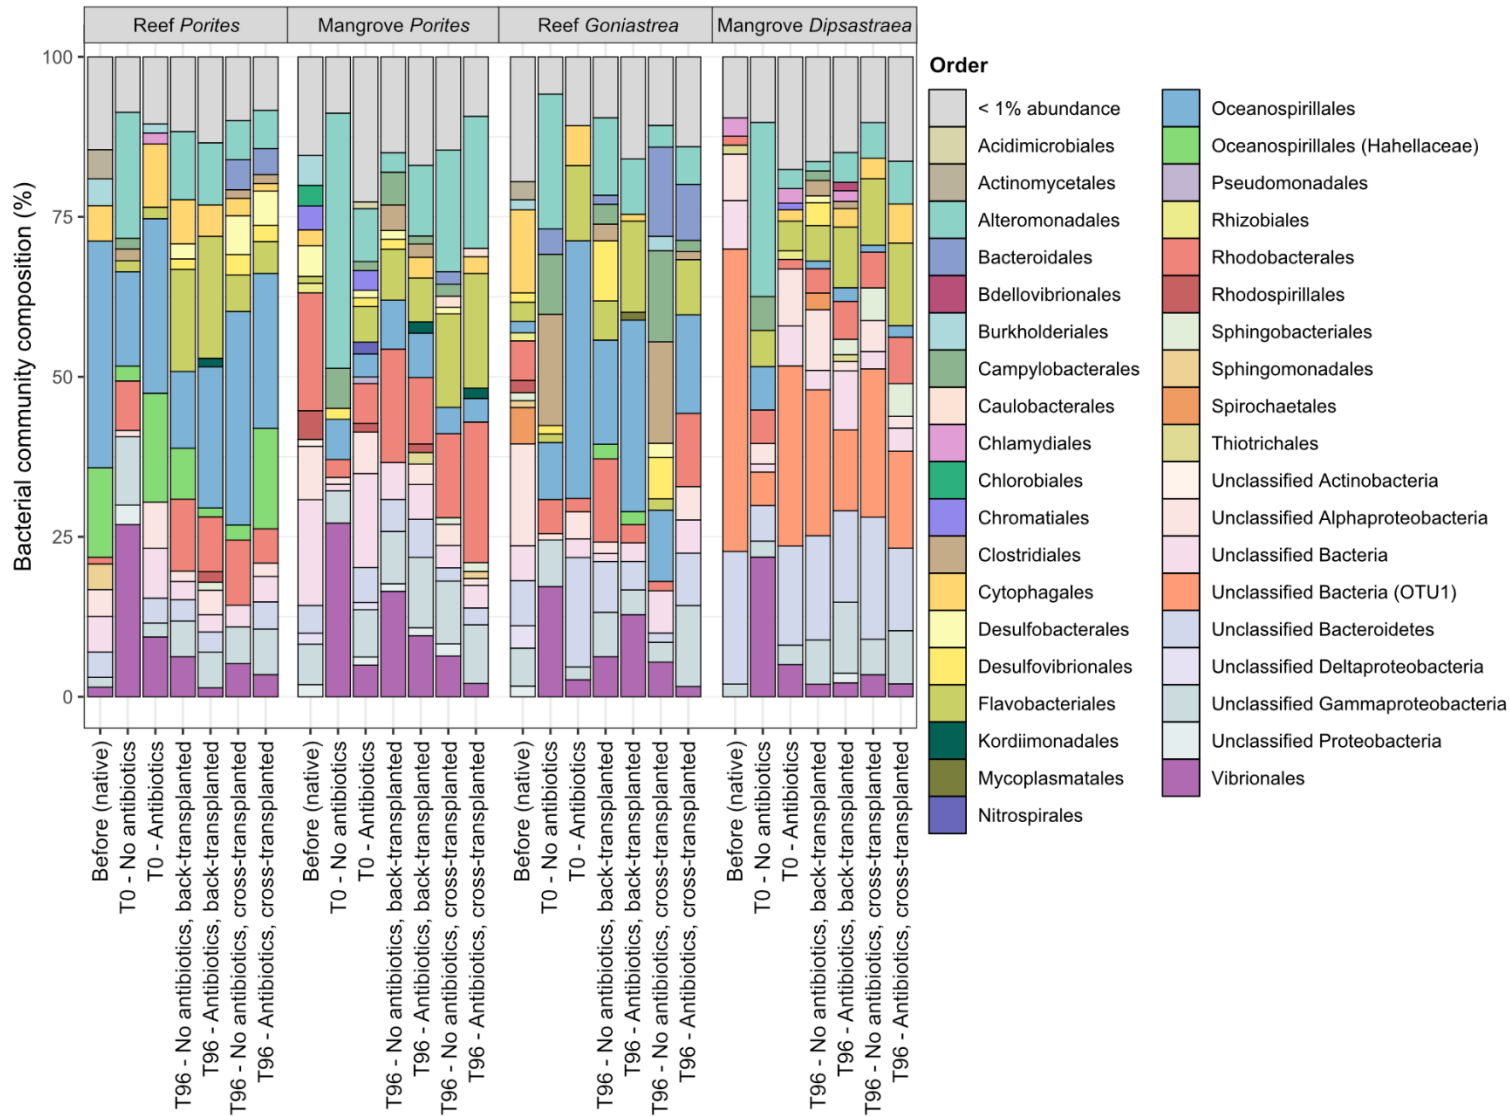 Reef Porites
Mangrove Porites
Reef Goniastrea
Mangrove Dipsastraea
Bacterial community composition (%)
100
75
50
25
0
Before (native)
T0 - No antibiotics
T0 - Antibiotics
T96 - No antibiotics, back-transplanted
T96 - Antibiotics, back-transplanted
T96 - No antibiotics, cross-transplanted
T96 - Antibiotics, cross-transplanted
Before (native)
T0 - No antibiotics
T0 - Antibiotics
T96 - No antibiotics, back-transplanted
T96 - Antibiotics, back-transplanted
T96 - No antibiotics, cross-transplanted
T96 - Antibiotics, cross-transplanted
Before (native)
T0 - No antibiotics
T0 - Antibiotics
T96 - No antibiotics, back-transplanted
T96 - Antibiotics, back-transplanted
T96 - No antibiotics, cross-transplanted
T96 - Antibiotics, cross-transplanted
Before (native)
T0 - No antibiotics
T0 - Antibiotics
T96 - No antibiotics, back-transplanted
T96 - Antibiotics, back-transplanted
T96 - No antibiotics, cross-transplanted
T96 - Antibiotics, cross-transplanted
Order
< 1% abundance
Acidimicrobiales
Actinomycetales
Alteromonadales
Bacteroidales
Bdellovibrionales
Burkholderiales
Campylobacterales
Caulobacterales
Chlamydiales
Chlorobiales
Chromatiales
Clostridiales
Cytophagales
Desulfobacterales
Desulfovibrionales
Flavobacteriales
Kordiimonadales
Mycoplasmatales
Nitrospirales
Oceanospirillales
Oceanospirillales (Hahellaceae)
Pseudomonadales
Rhizobiales
Rhodobacterales
Rhodospirillales
Sphingobacteriales
Sphingomonadales
Spirochaetales
Thiotrichales
Unclassified Actinobacteria
Unclassified Alphaproteobacteria
Unclassified Bacteria
Unclassified Bacteria (OTU1)
Unclassified Bacteroidetes
Unclassified Deltaproteobacteria
Unclassified Gammaproteobacteria
Unclassified Proteobacteria
Vibrionales